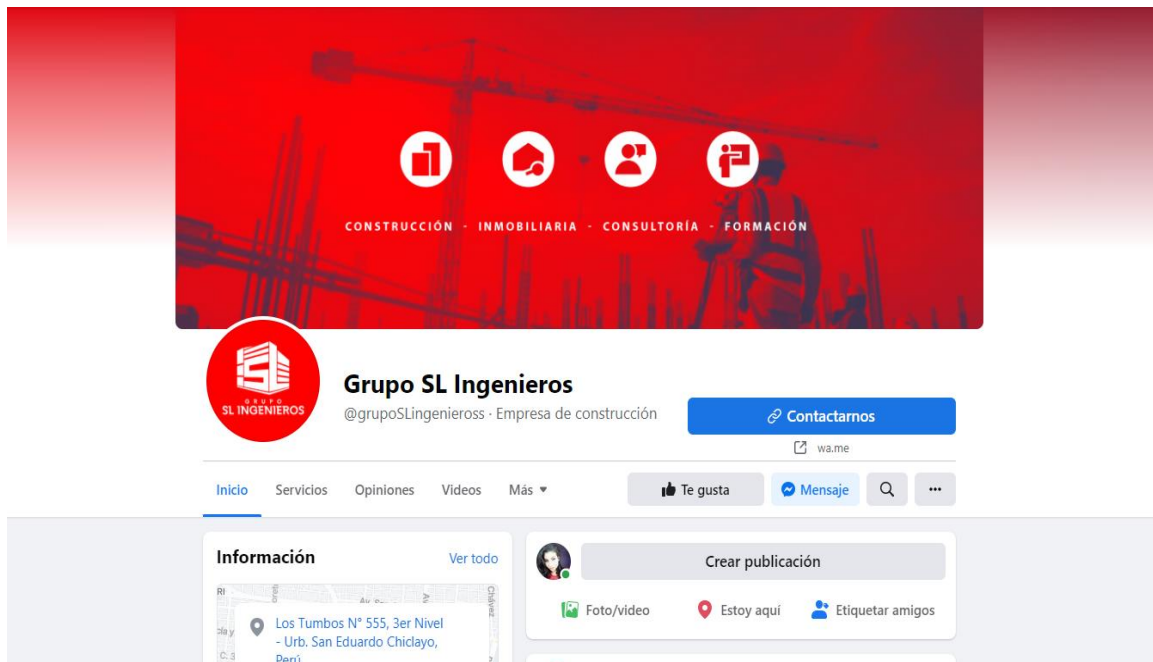 CONSTRUCCIÓN - INMOBILIARIA - CONSULTORÍA - FORMACIÓN
GRUPO
SL INGENIEROS
Grupo SL Ingenieros
@grupoSLingenieross · Empresa de construcción
Contactarnos
wa.me
Inicio Servicios Opiniones Videos Más
Te gusta Mensaje
Información Ver todo
Crear publicación
Foto/video Estoy aquí Etiquetar amigos
Los Tumbos N° 555, 3er Nivel
- Urb. San Eduardo Chiclayo,
Perú